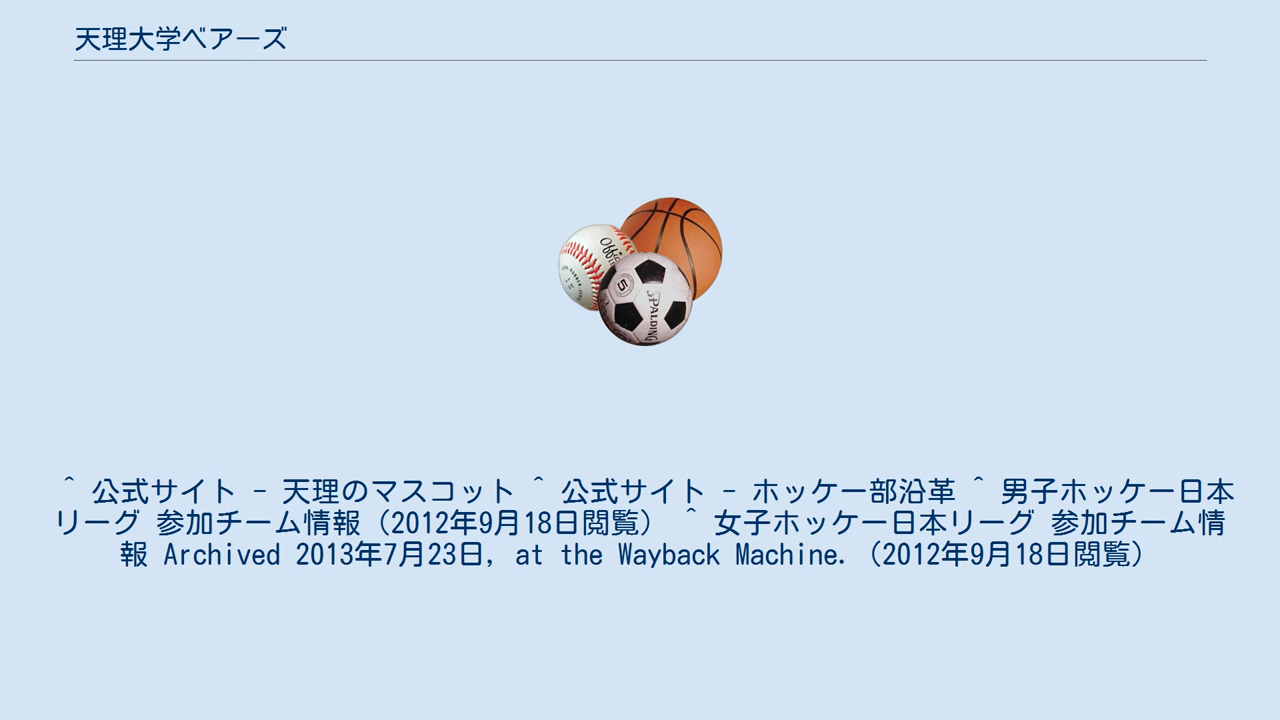 天理大学ベアーズ
Offic
5
SPALDING
^ 公式サイト - 天理のマスコット ^ 公式サイト - ホッケー部沿革 ^ 男子ホッケー日本
リーグ 参加チーム情報（2012年9月18日閲覧） ^ 女子ホッケー日本リーグ 参加チーム情
報 Archived 2013年7月23日, at the Wayback Machine. （2012年9月18日閲覧）